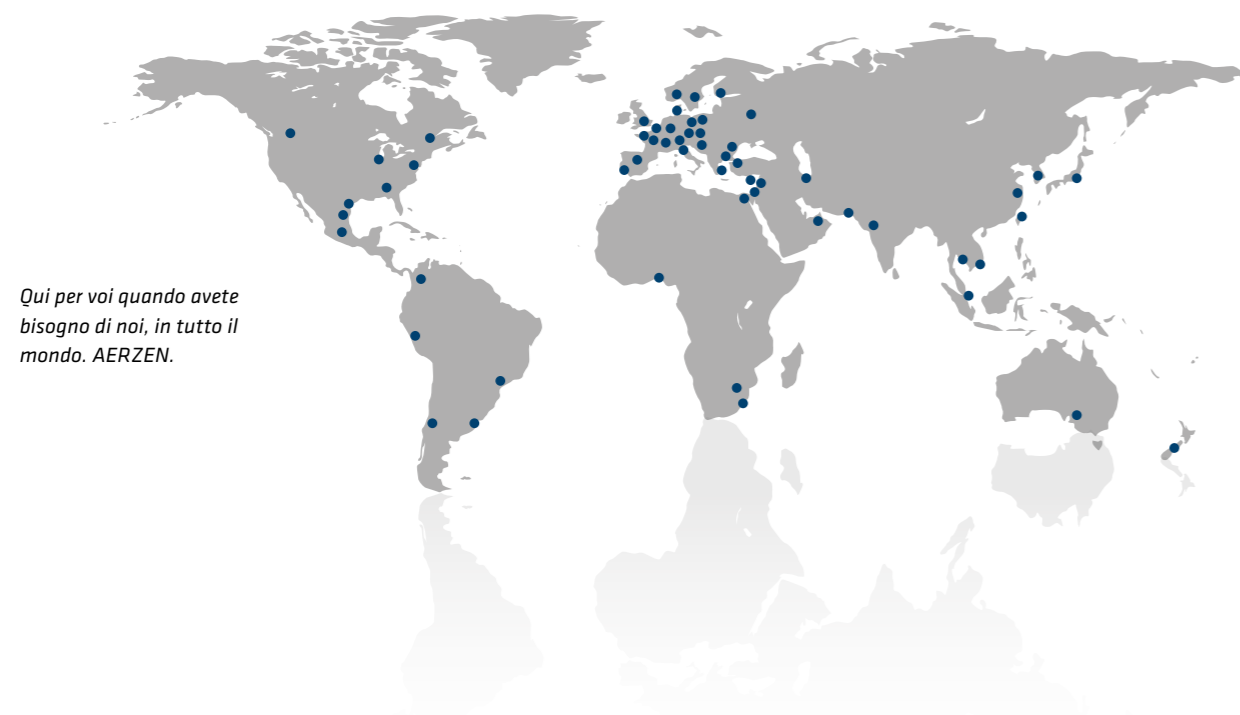 Qui per voi quando avete
bisogno di noi, in tutto il
mondo. AERZEN.